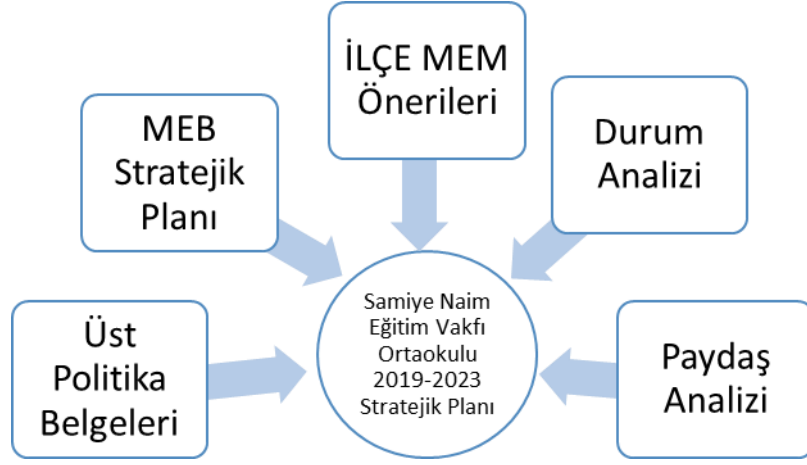 İLÇE MEM
Önerileri
MEB
Stratejik
Planı
Durum
Analizi
Üst
Politika
Belgeleri
Samiye Naim
Eğitim Vakfı
Ortaokulu
2019-2023
Stratejik Planı
Paydaş
Analizi